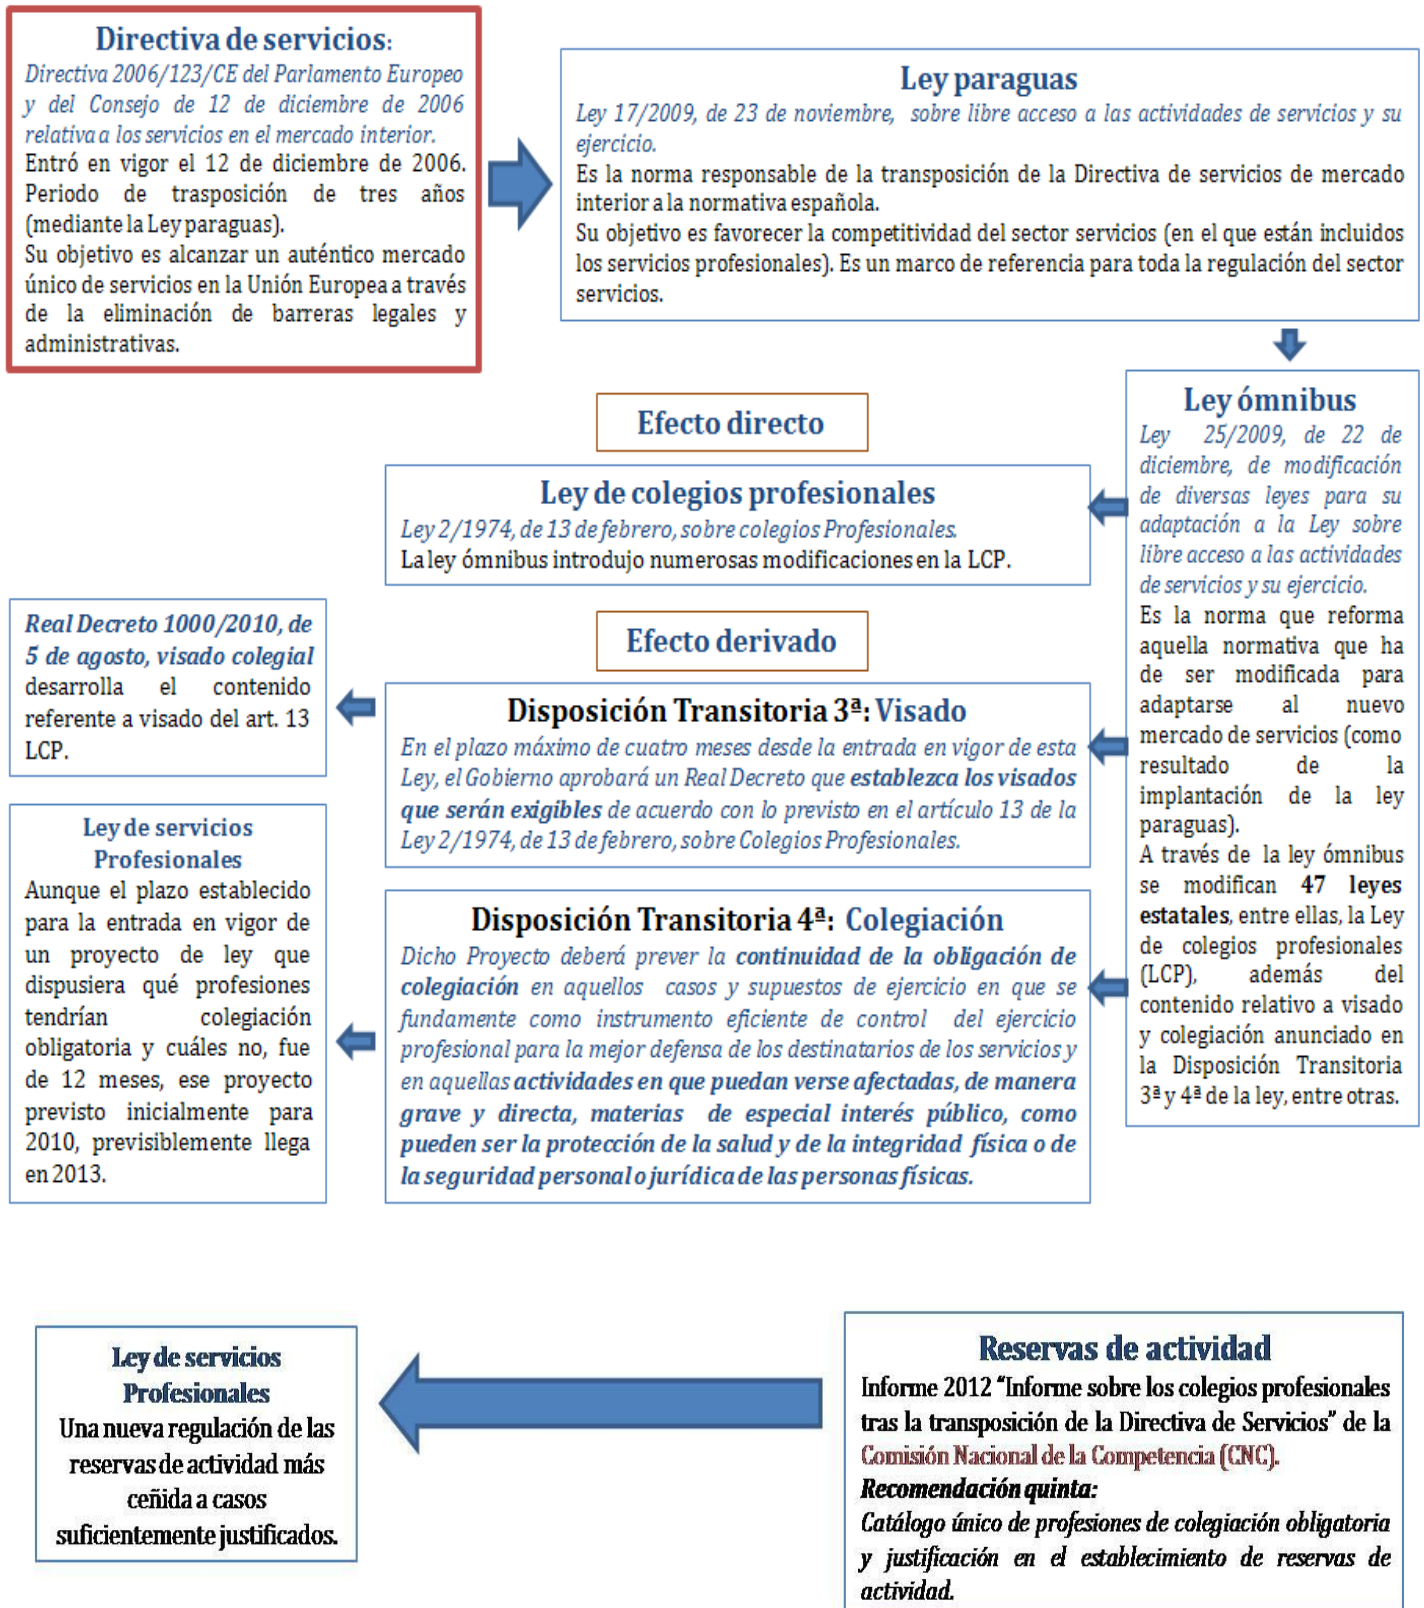 Directiva de servicios:
Directiva 2006/123/CE del Parlamento Europeo
y del Consejo de 12 de diciembre de 2006
relativa a los servicios en el mercado interior.
Entró en vigor el 12 de diciembre de 2006.
Periodo de trasposición de tres años
(mediante la Ley paraguas).
Su objetivo es alcanzar un auténtico mercado
único de servicios en la Unión Europea a través
de la eliminación de barreras legales y
administrativas.
Ley paraguas
Ley 17/2009, de 23 de noviembre, sobre libre acceso a las actividades de servicios y su
ejercicio.
Es la norma responsable de la transposición de la Directiva de servicios de mercado
interior a la normativa española.
Su objetivo es favorecer la competitividad del sector servicios (en el que están incluidos
los servicios profesionales). Es un marco de referencia para toda la regulación del sector
servicios.
Ley ómnibus
Ley 25/2009, de 22 de
diciembre, de modificación
de diversas leyes para su
adaptación a la Ley sobre
libre acceso a las actividades
de servicios y su ejercicio.
Es la norma que reforma
aquella normativa que ha
de ser modificada para
adaptarse al nuevo
mercado de servicios (como
resultado de la
implantación de la ley
paraguas).
A través de la ley ómnibus
se modifican 47 leyes
estatales, entre ellas, la Ley
de colegios profesionales
(LCP), además del
contenido relativo a visado
y colegiación anunciado en
la Disposición Transitoria
3ª y 4ª de la ley, entre otras.
Efecto directo
Ley de colegios profesionales
Ley 2/1974, de 13 de febrero, sobre colegios Profesionales.
La ley ómnibus introdujo numerosas modificaciones en la LCP.
Efecto derivado
Disposición Transitoria 3ª: Visado
En el plazo máximo de cuatro meses desde la entrada en vigor de esta
Ley, el Gobierno aprobará un Real Decreto que establezca los visados
que serán exigibles de acuerdo con lo previsto en el artículo 13 de la
Ley 2/1974, de 13 de febrero, sobre Colegios Profesionales.
Real Decreto 1000/2010, de
5 de agosto, visado colegial
desarrolla el contenido
referente a visado del art. 13
LCP.
Disposición Transitoria 4ª: Colegiación
Dicho Proyecto deberá prever la continuidad de la obligación de
colegiación en aquellos casos y supuestos de ejercicio en que se
fundamente como instrumento eficiente de control del ejercicio
profesional para la mejor defensa de los destinatarios de los servicios y
en aquellas actividades en que puedan verse afectadas, de manera
grave y directa, materias de especial interés público, como
pueden ser la protección de la salud y de la integridad física o de
la seguridad personal o jurídica de las personas físicas.
Ley de servicios
Profesionales
Aunque el plazo establecido
para la entrada en vigor de
un proyecto de ley que
dispusiera qué profesiones
tendrían colegiación
obligatoria y cuáles no, fue
de 12 meses, ese proyecto
previsto inicialmente para
2010, previsiblemente llega
en 2013.
Reservas de actividad
Informe 2012 “Informe sobre los colegios profesionales
tras la transposición de la Directiva de Servicios” de la
Comisión Nacional de la Competencia (CNC).
Recomendación quinta:
Catálogo único de profesiones de colegiación obligatoria
y justificación en el establecimiento de reservas de
actividad.
Ley de servicios
Profesionales
Una nueva regulación de las
reservas de actividad más
ceñida a casos
suficientemente justificados.